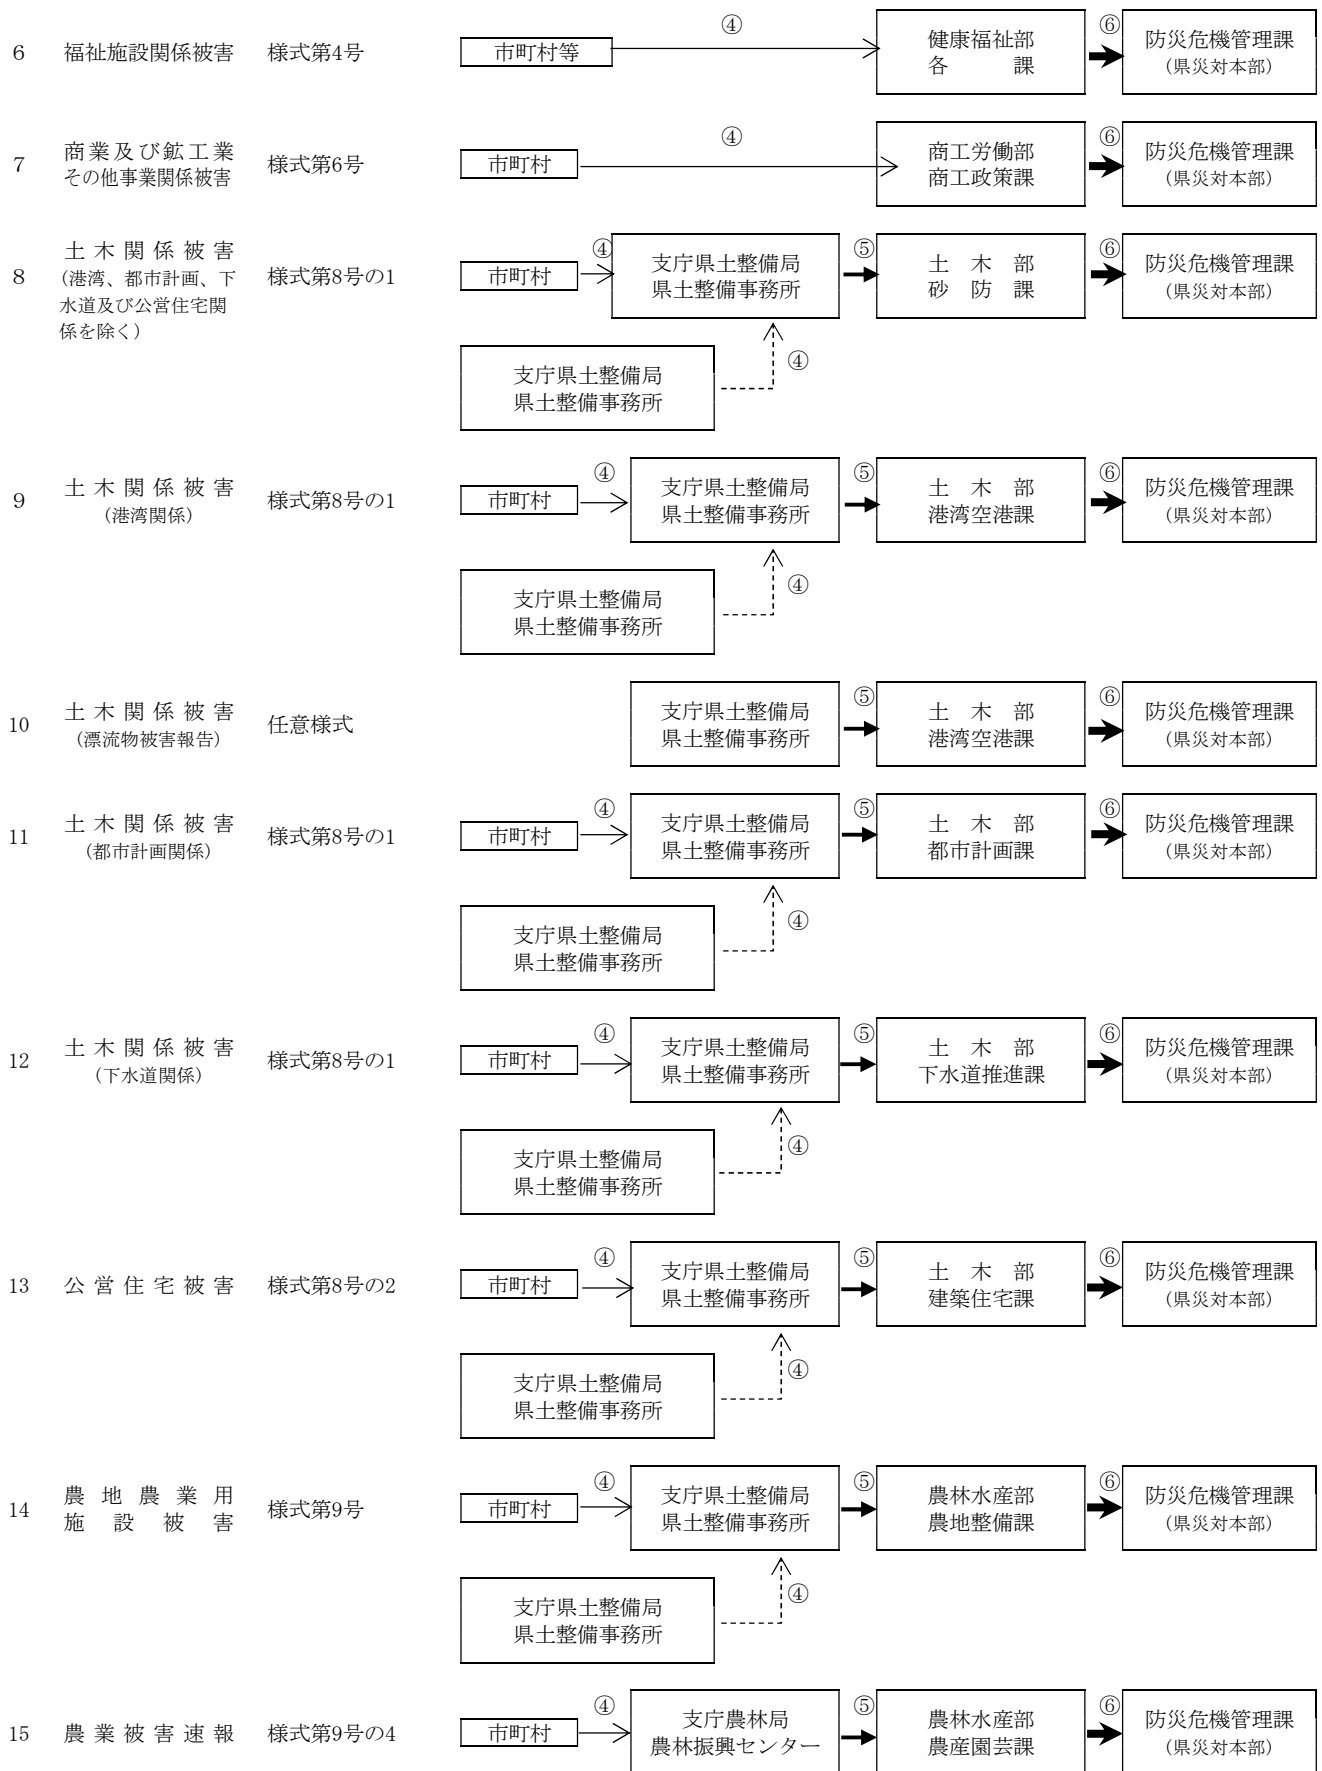 ④
6 福祉施設関係被害 様式第4号 市町村等 健康福祉部 各課 ⑥ 防災危機管理課 (県災対本部)
④
7 商業及び鉱工業 その他事業関係被害 様式第6号 市町村 商工労働部 商工政策課 ⑥ 防災危機管理課 (県災対本部)
8 土木関係被害
(港湾、都市計画、下
水道及び公営住宅関
係を除く)
様式第8号の1
市町村
④
支庁県土整備局
県土整備事務所
⑤
土木部
砂防課
⑥
防災危機管理課
(県災対本部)
支庁県土整備局
県土整備事務所
④
9 土木関係被害
(港湾関係)
様式第8号の1
市町村
④
支庁県土整備局
県土整備事務所
⑤
土木部
港湾空港課
⑥
防災危機管理課
(県災対本部)
支庁県土整備局
県土整備事務所
④
10 土木関係被害
(漂流物被害報告)
任意様式
支庁県土整備局
県土整備事務所
⑤
土木部
港湾空港課
⑥
防災危機管理課
(県災対本部)
11 土木関係被害
(都市計画関係)
様式第8号の1
市町村
④
支庁県土整備局
県土整備事務所
⑤
土木部
都市計画課
⑥
防災危機管理課
(県災対本部)
支庁県土整備局
県土整備事務所
④
12 土木関係被害
(下水道関係)
様式第8号の1
市町村
④
支庁県土整備局
県土整備事務所
⑤
土木部
下水道推進課
⑥
防災危機管理課
(県災対本部)
支庁県土整備局
県土整備事務所
④
13 公営住宅被害
様式第8号の2
市町村
④
支庁県土整備局
県土整備事務所
⑤
土木部
建築住宅課
⑥
防災危機管理課
(県災対本部)
支庁県土整備局
県土整備事務所
④
14 農地農業用
施設被害
様式第9号
市町村
④
支庁県土整備局
県土整備事務所
⑤
農林水産部
農地整備課
⑥
防災危機管理課
(県災対本部)
支庁県土整備局
県土整備事務所
④
15 農業被害速報
様式第9号の4
市町村
④
支庁農林局
農林振興センター
⑤
農林水産部
農産園芸課
⑥
防災危機管理課
(県災対本部)